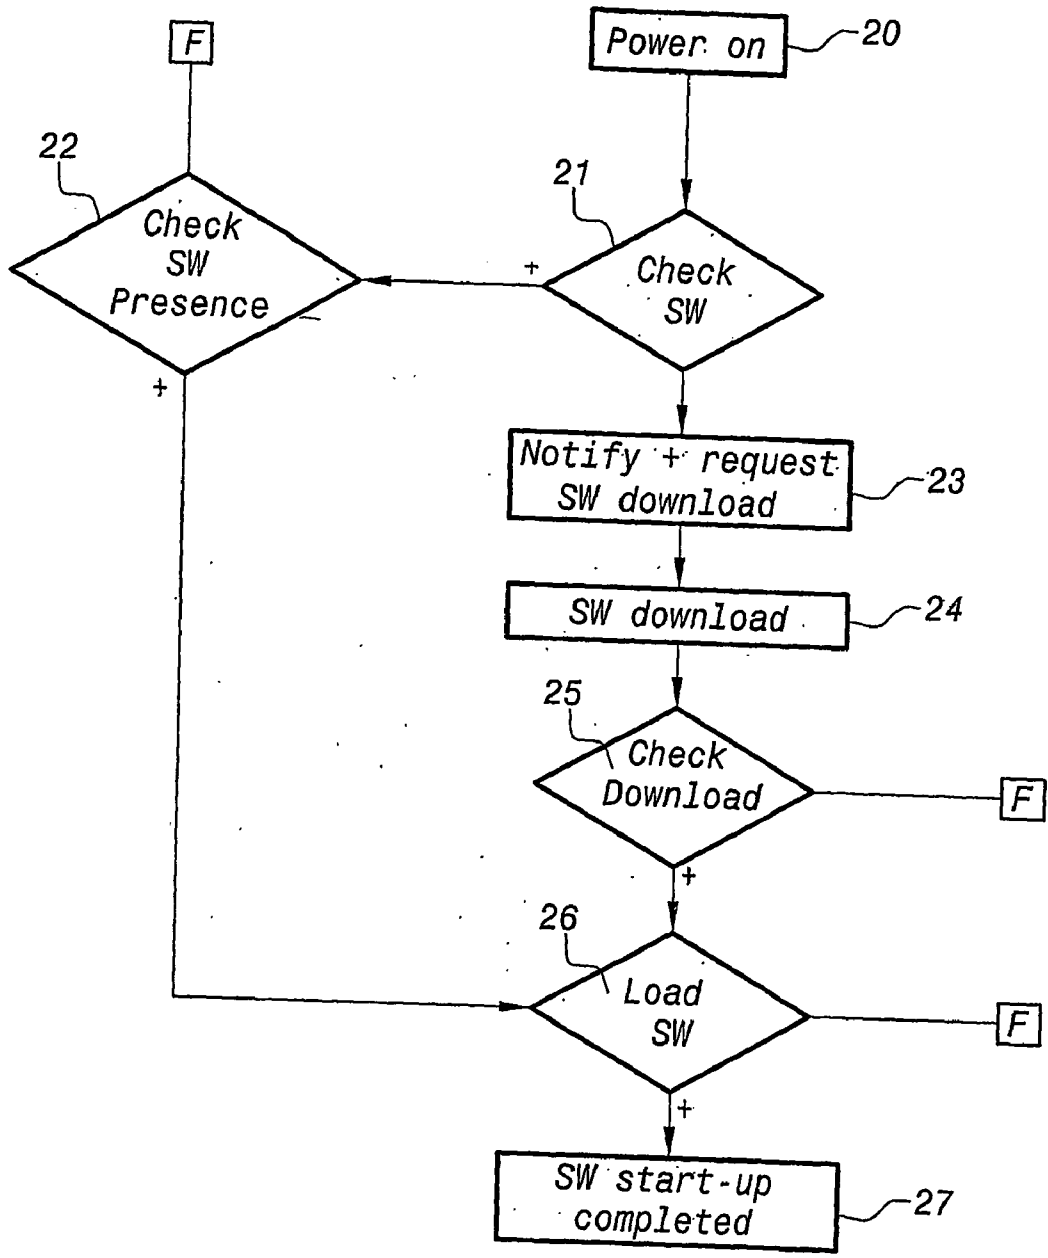 F
Power on
20
22
21
Check
SW
Presence
+
+
Check
SW
Notify + request
SW download
23
SW download
24
25
Check
Download
F
+
26
Load
SW
F
+
SW start-up
completed
27